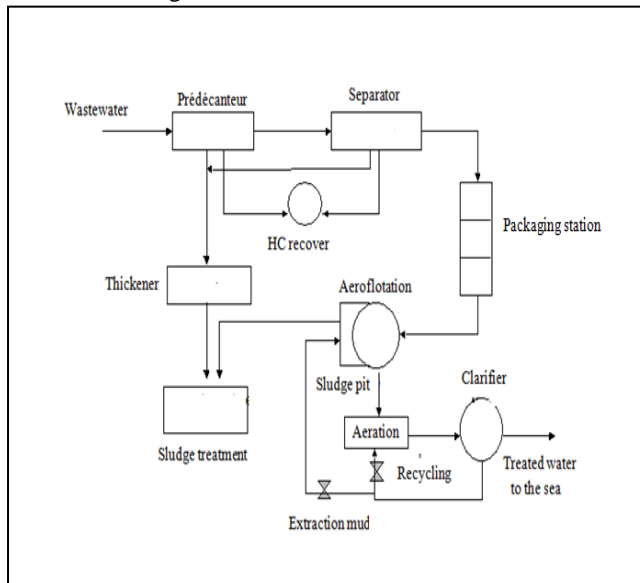 Prédécanteur
Separator
Wastewater
Packaging station
HC recover
Thickener
Aeroflotation
Sludge pit
Clarifier
Aeration
Sludge treatment
Recycling
Treated water
to the sea
Extraction mud